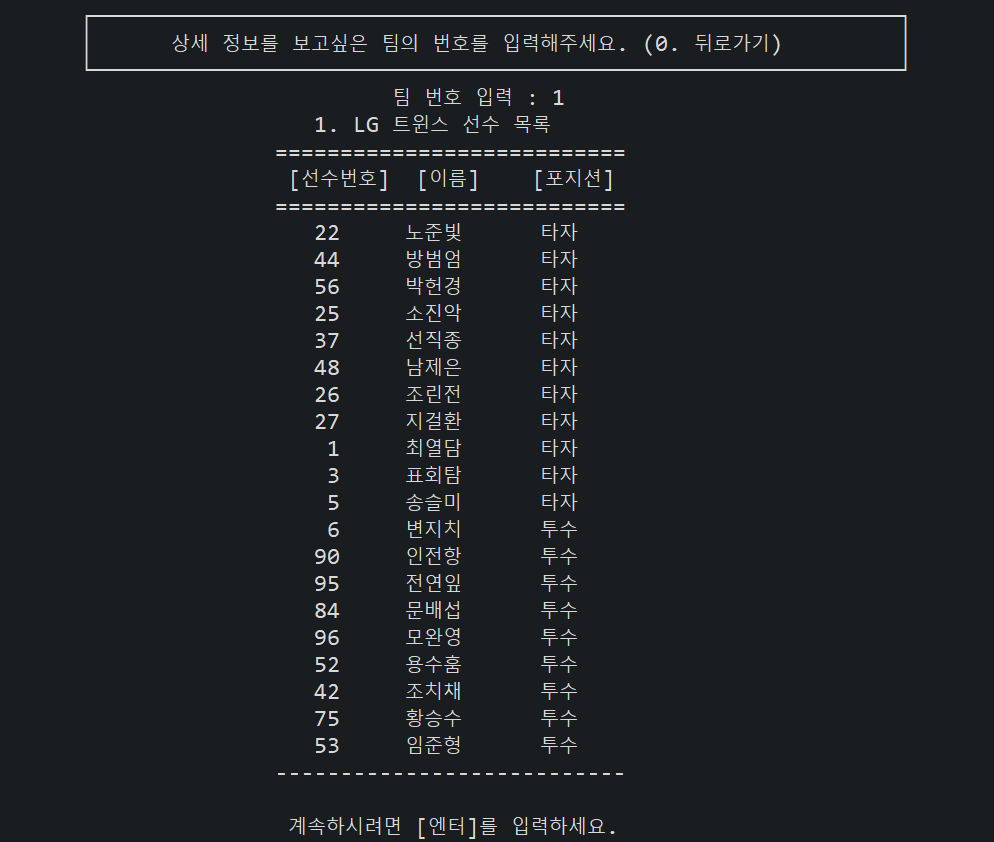 상세 정보를 보고싶은 팀의 번호를 입력해주세요. (0. 뒤로가기)
팀 번호 입력 : 1
1. LG 트윈스 선수 목록
===========================
[선수번호] [이름] [포지션]
===========================
22 노준빛 타자
44 방범엄 타자
56 박헌경 타자
25 소진악 타자
37 선직종 타자
48 남제은 타자
26 조린전 타자
27 지걸환 타자
1 최열담 타자
3 표회탐 타자
5 송슬미 타자
6 변지치 투수
90 인전항 투수
95 전연잎 투수
84 문배섭 투수
96 모완영 투수
52 용수훔 투수
42 조치채 투수
75 황승수 투수
53 임준형 투수
---------------------------
계속하시려면 [엔터]를 입력하세요.